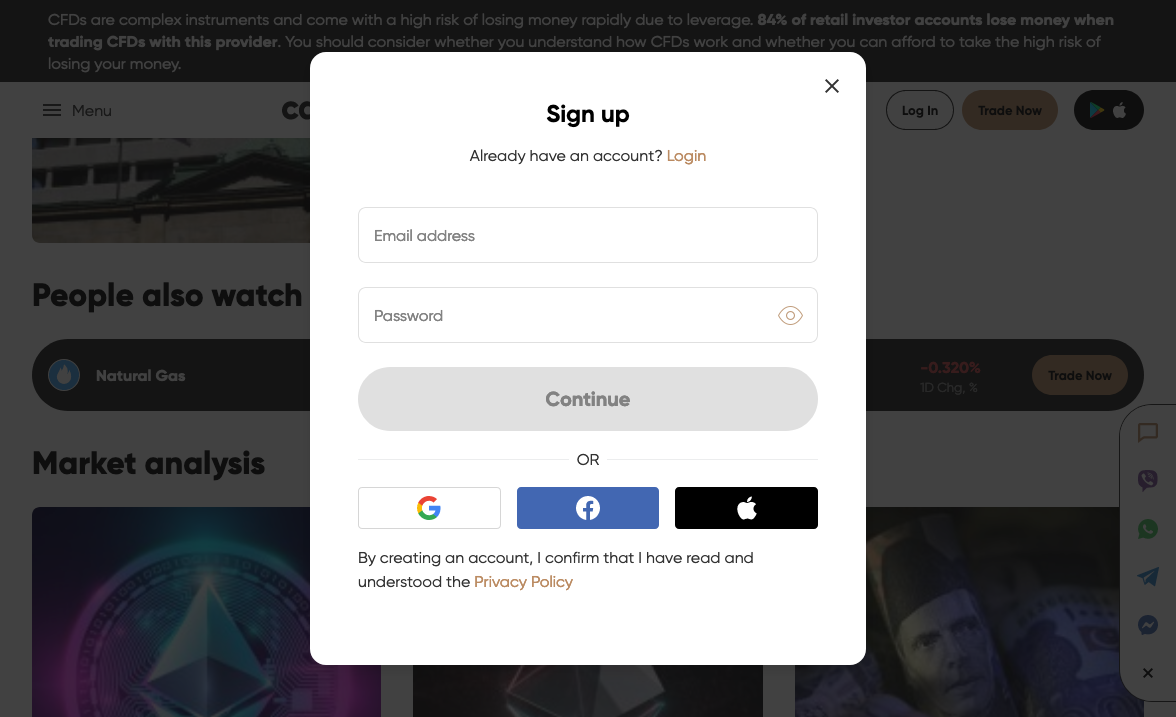 CFDs are complex instruments and come with a high risk of losing money rapidly due to leverage. 84% of retail investor accounts lose money when
trading CFDs with this provider. You should consider whether you understand how CFDs work and whether you can afford to take the high risk of
losing your money.
Menu
Log In
Trade Now
Sign up
Already have an account? Login
Email address
Password
Continue
OR
By creating an account, I confirm that I have read and
understood the Privacy Policy
People also watch
Natural Gas
-0.320%
1D Chg, %
Trade Now
Market analysis